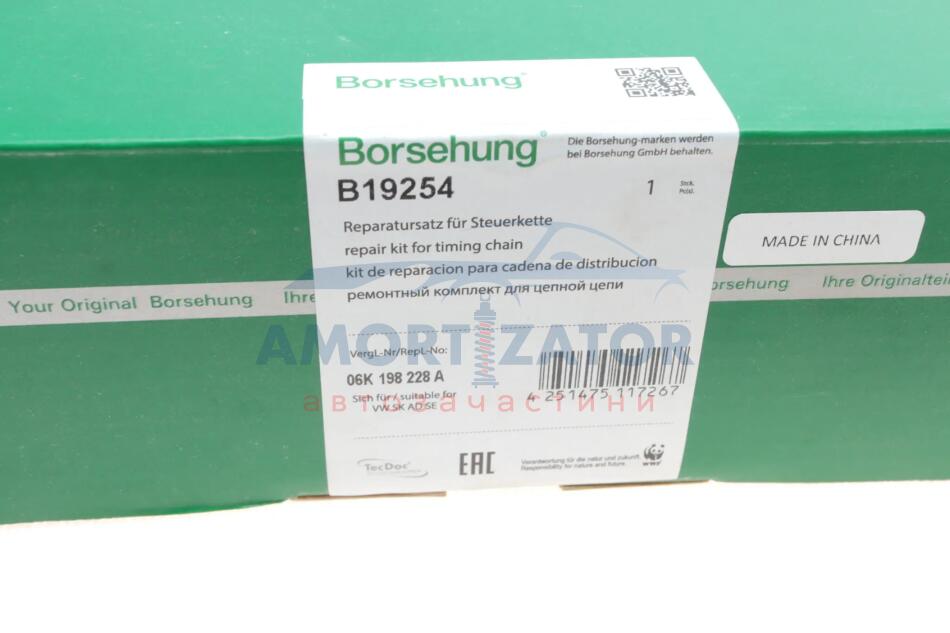 Borsehung
Borsehung®
Die Borsehung-marken werden
bei Borsehung GmbH behalten.
B19254
1
Stck.
Pc(s).
Reparatursatz für Steuerkette
repair kit for timing chain
kit de reparacion para cadena de distribucion
ремонтный комплект для цепной цепи
MADE IN CHINA
Your Original Borsehung Ihre
orsehung Ihre Originalteil
AMORTIZATOR
автозапчастини
Vergl.-Nr/Repl.-No:
06K 198 228 A
Sich für / suitable for
VW.SK AD.SE
4 251475 117267
TecDoc
EAC
Verantwortung für die natur und zukunft.
Responsibility for nature and future.
WWF